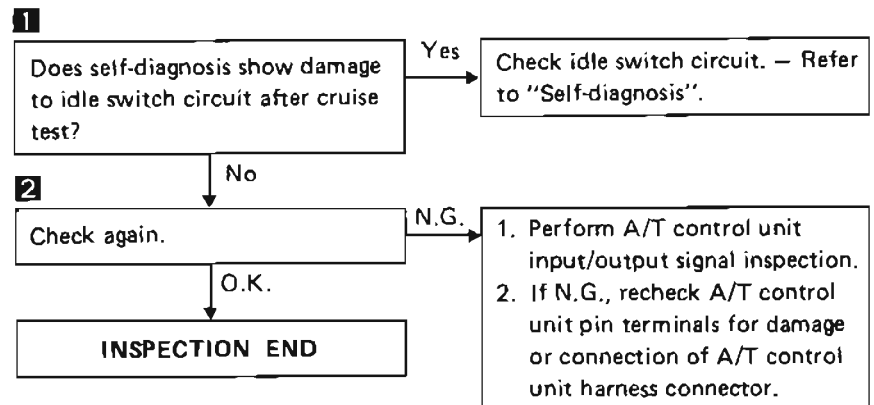 1
Does self-diagnosis show damage
to idle switch circuit after cruise
test?
Yes
Check idle switch circuit. — Refer
to "Self-diagnosis".
No
2
Check again.
N.G.
1. Perform A/T control unit
input/output signal inspection.
2. If N.G., recheck A/T control
unit pin terminals for damage
or connection of A/T control
unit harness connector.
O.K.
INSPECTION END